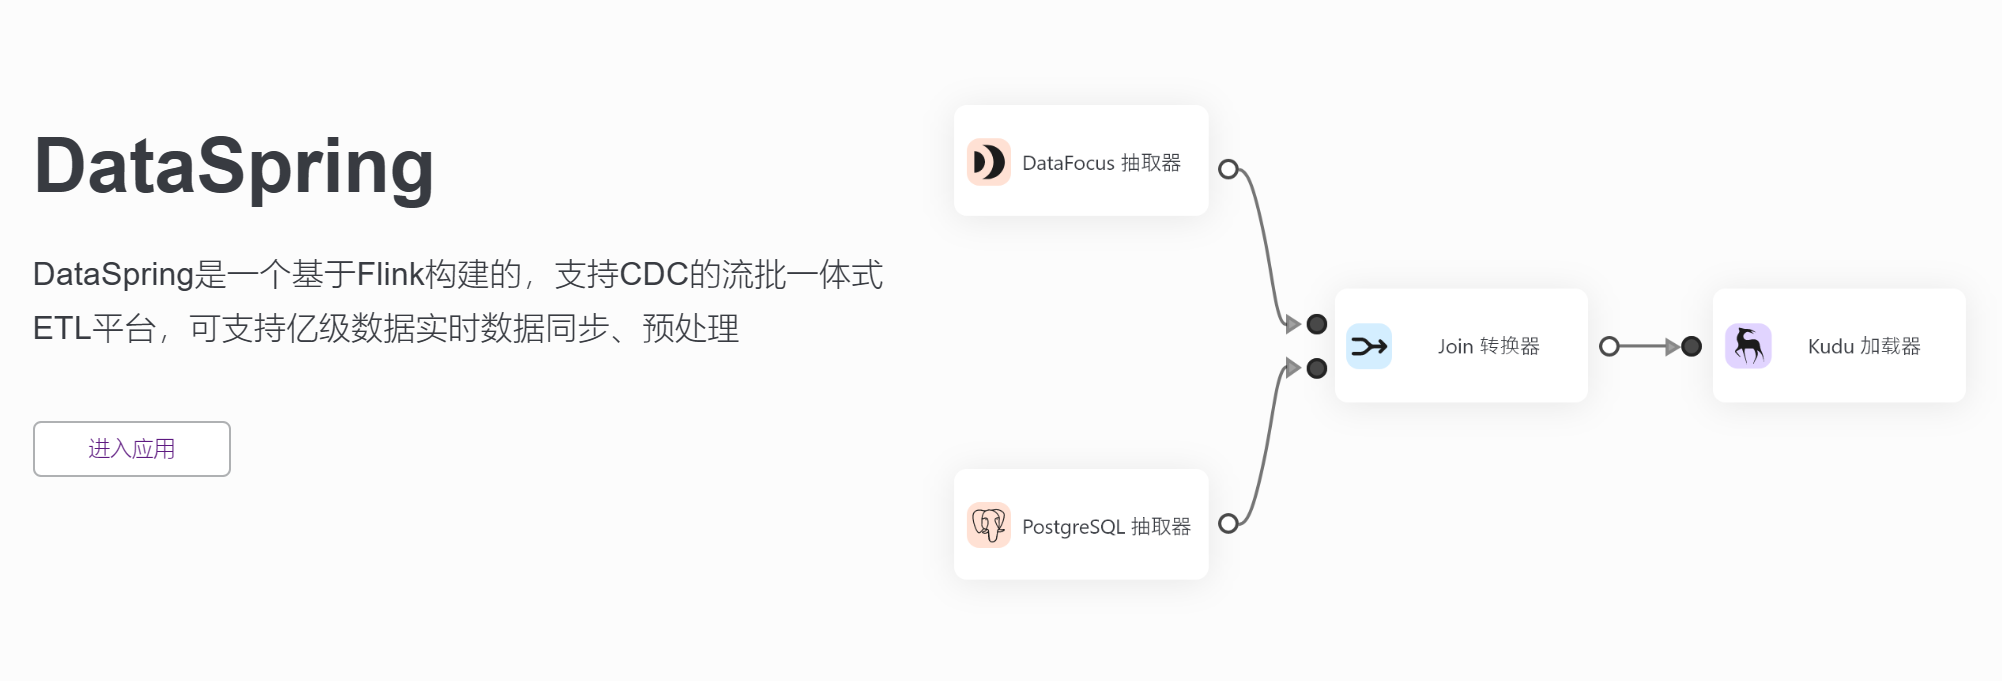 DataSpring
DataSpring是一个基于Flink构建的，支持CDC的流批一体式
ETL平台，可支持亿级数据实时数据同步、预处理
进入应用
DataFocus 抽取器
Join 转换器
Kudu 加载器
PostgreSQL 抽取器